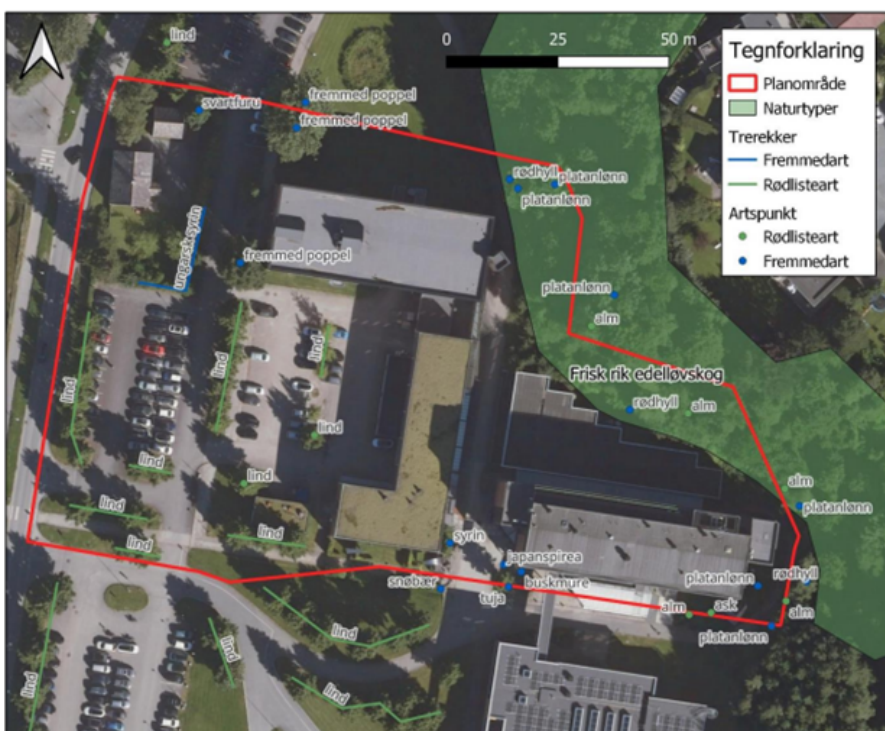 lind
0 25 50 m
Tegnforklaring
Planområde
Naturtyper
Trerekker
Fremmedart
Rødlisteart
Artspunkt
Rødlisteart
Fremmedart
svartfuru
fremmed poppel
fremmed poppel
rødhyll
platanlønn
platanlønn
ungarsk syrin
fremmed poppel
platanlønn
alm
lind
lind
lind
Frisk rik edelløvskog
rødhyll
alm
lind
lind
lind
alm
platanlønn
lind
lind
lind
syrin
japanspirea
buskmure
snøbær
tuja
platanlønn
rødhyll
alm
ask
alm
platanlønn
lind
lind
lind
lind